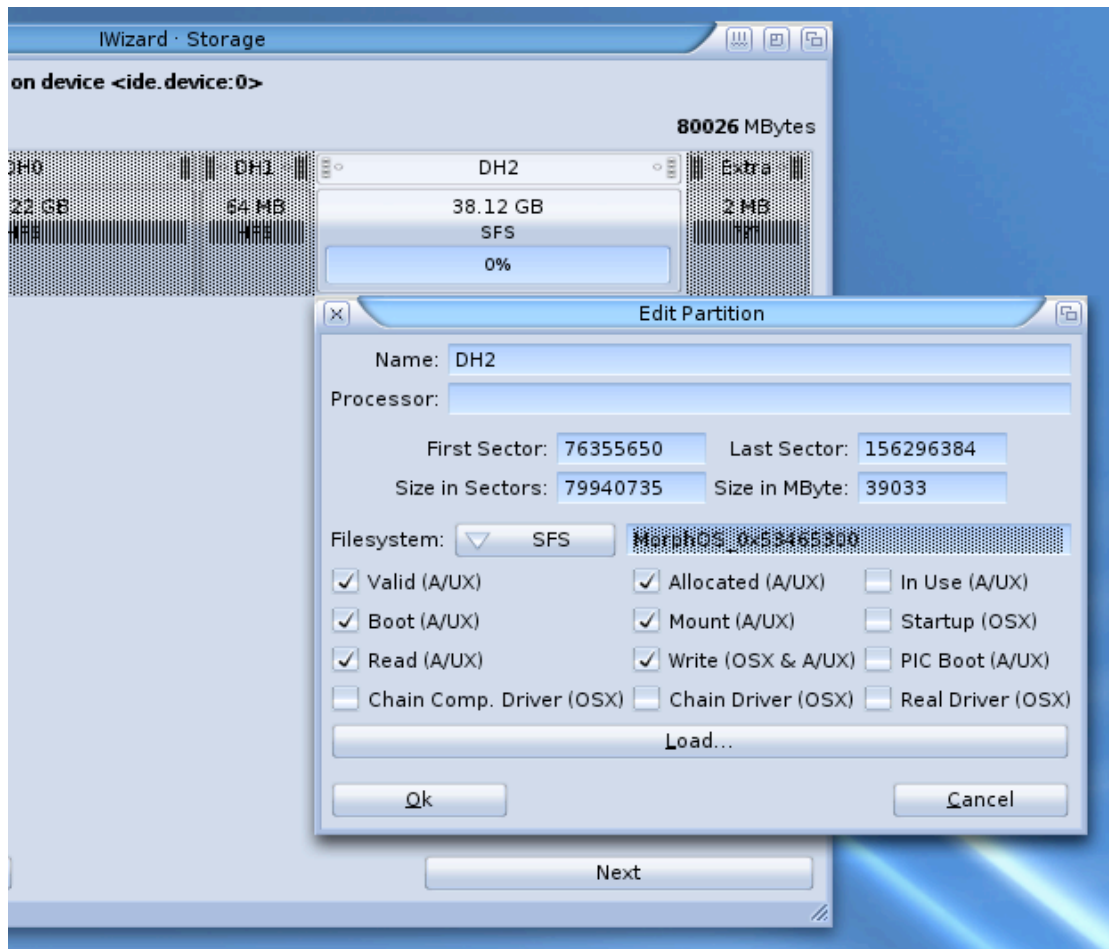 IWizard · Storage
on device <ide.device:0>
80026 MBytes
DH1 DH2 Extra
22 GB 64 MB 38.12 GB 2 MB
HFS SFS
0%
Edit Partition
Name: DH2
Processor:
First Sector: 76355650 Last Sector: 156296384
Size in Sectors: 79940735 Size in MByte: 39033
Filesystem: SFS MorphOS_0x53465300
Valid (A/UX) Allocated (A/UX) In Use (A/UX)
Boot (A/UX) Mount (A/UX) Startup (OSX)
Read (A/UX) Write (OSX & A/UX) PIC Boot (A/UX)
Chain Comp. Driver (OSX) Chain Driver (OSX) Real Driver (OSX)
Load...
Ok Cancel
Next